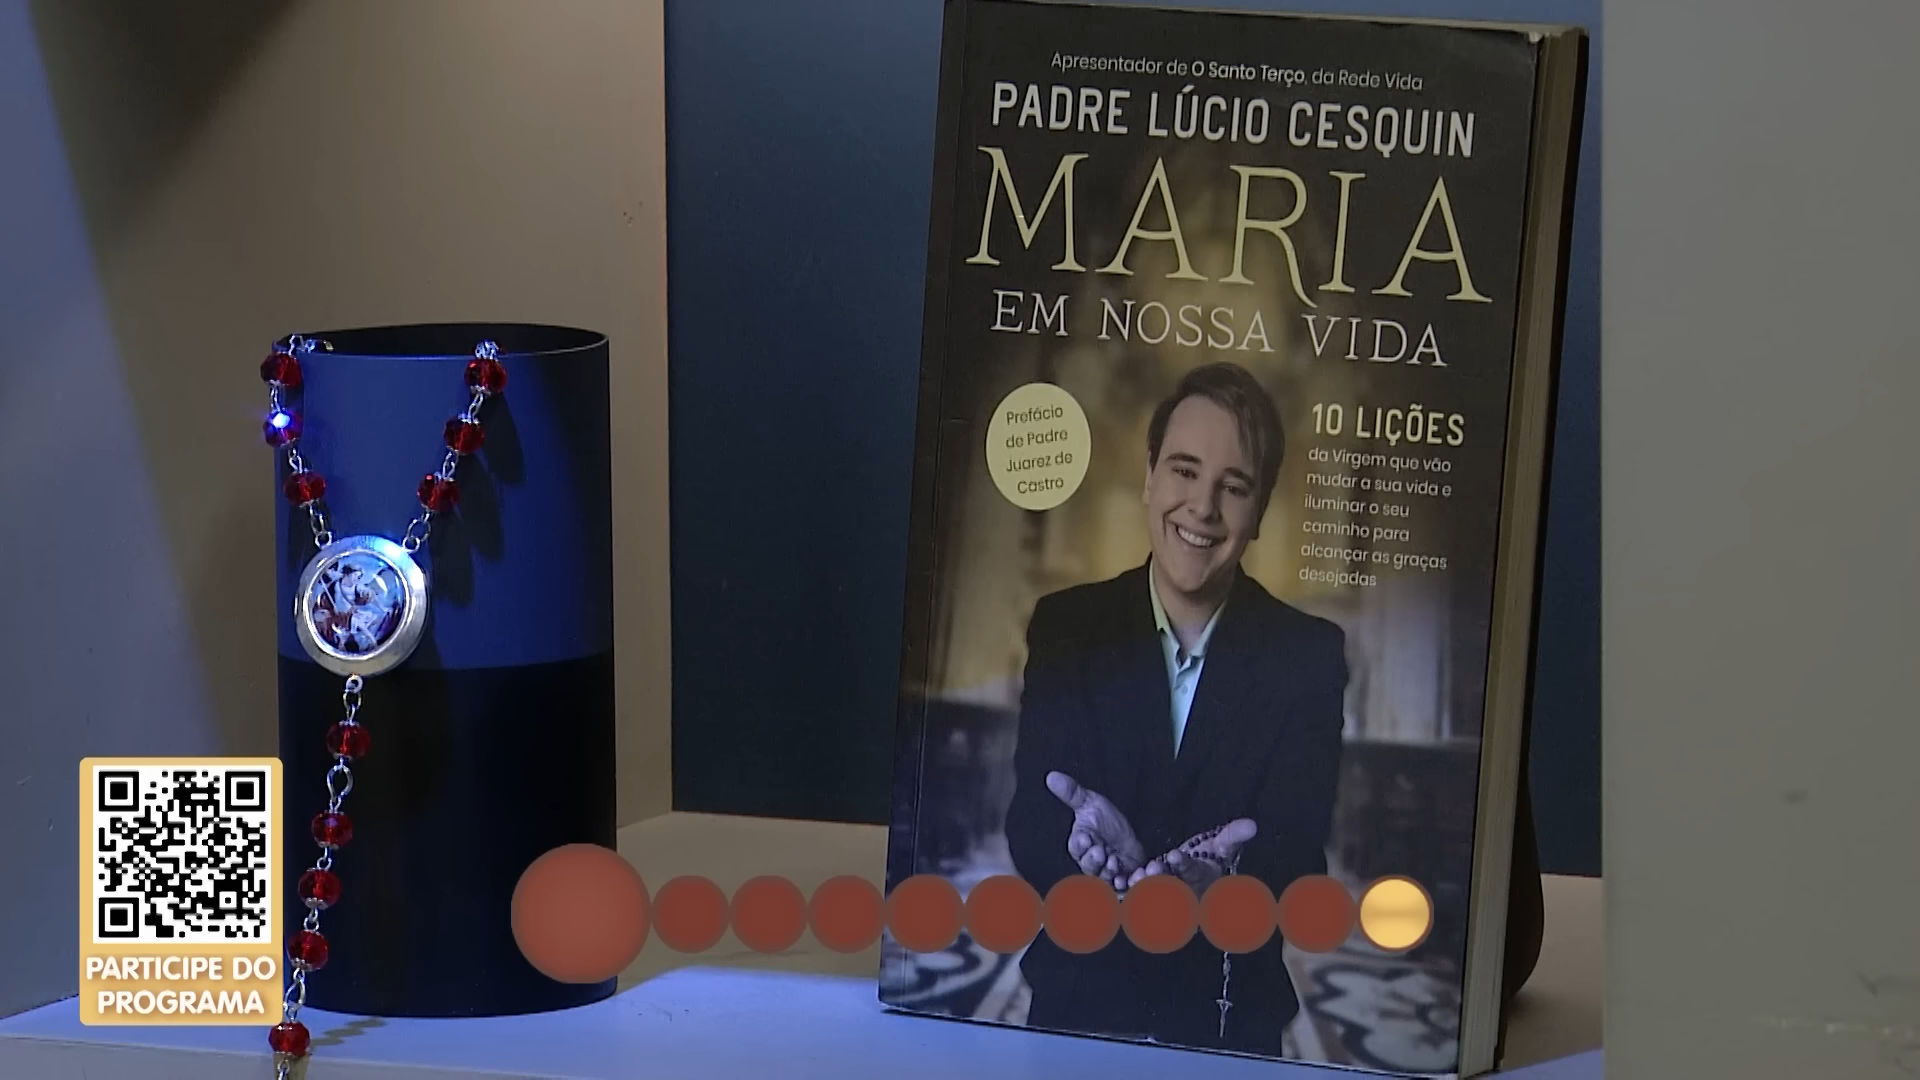 Apresentador de O Santo Terço, da Rede Vida
PADRE LÚCIO CESQUIN
MARIA
EM NOSSA VIDA
Prefácio
de Padre
Juarez de
Castro
10 LIÇÕES
da Virgem que vão
mudar a sua vida e
iluminar o seu
caminho para
alcançar as graças
desejadas
PARTICIPE DO
PROGRAMA